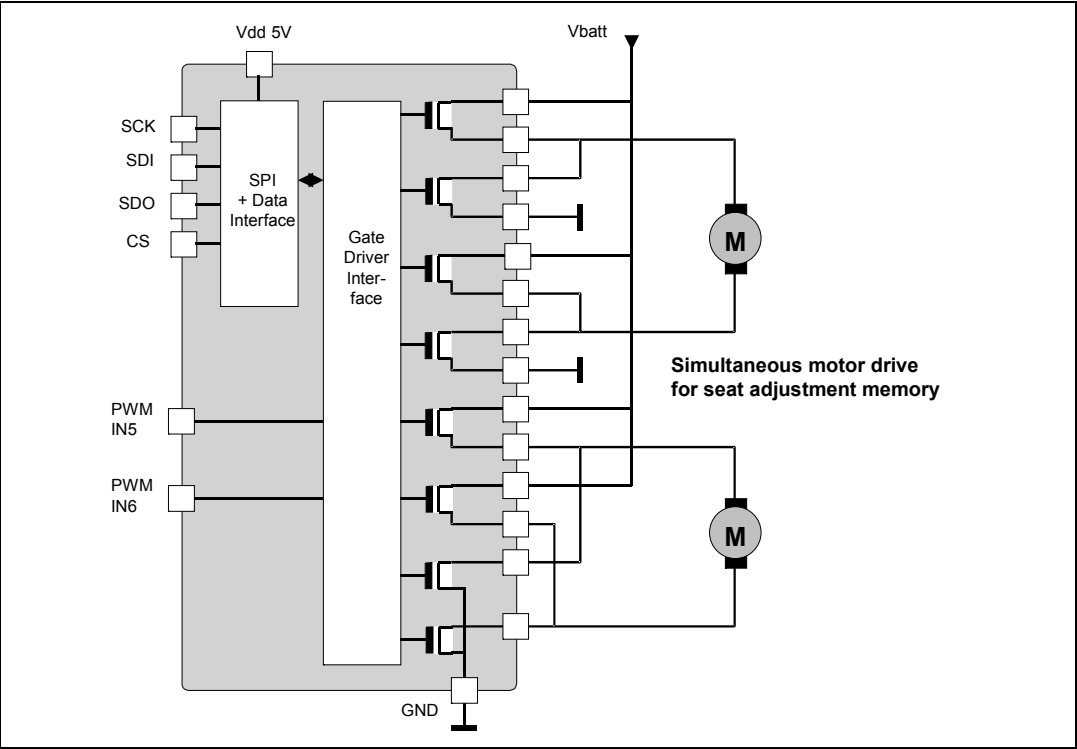 Vdd 5V
Vbatt
SCK
SDI
SDO
CS
SPI
+ Data
Interface
Gate
Driver
Inter-
face
M
Simultaneous motor drive
for seat adjustment memory
PWM
IN5
PWM
IN6
M
GND